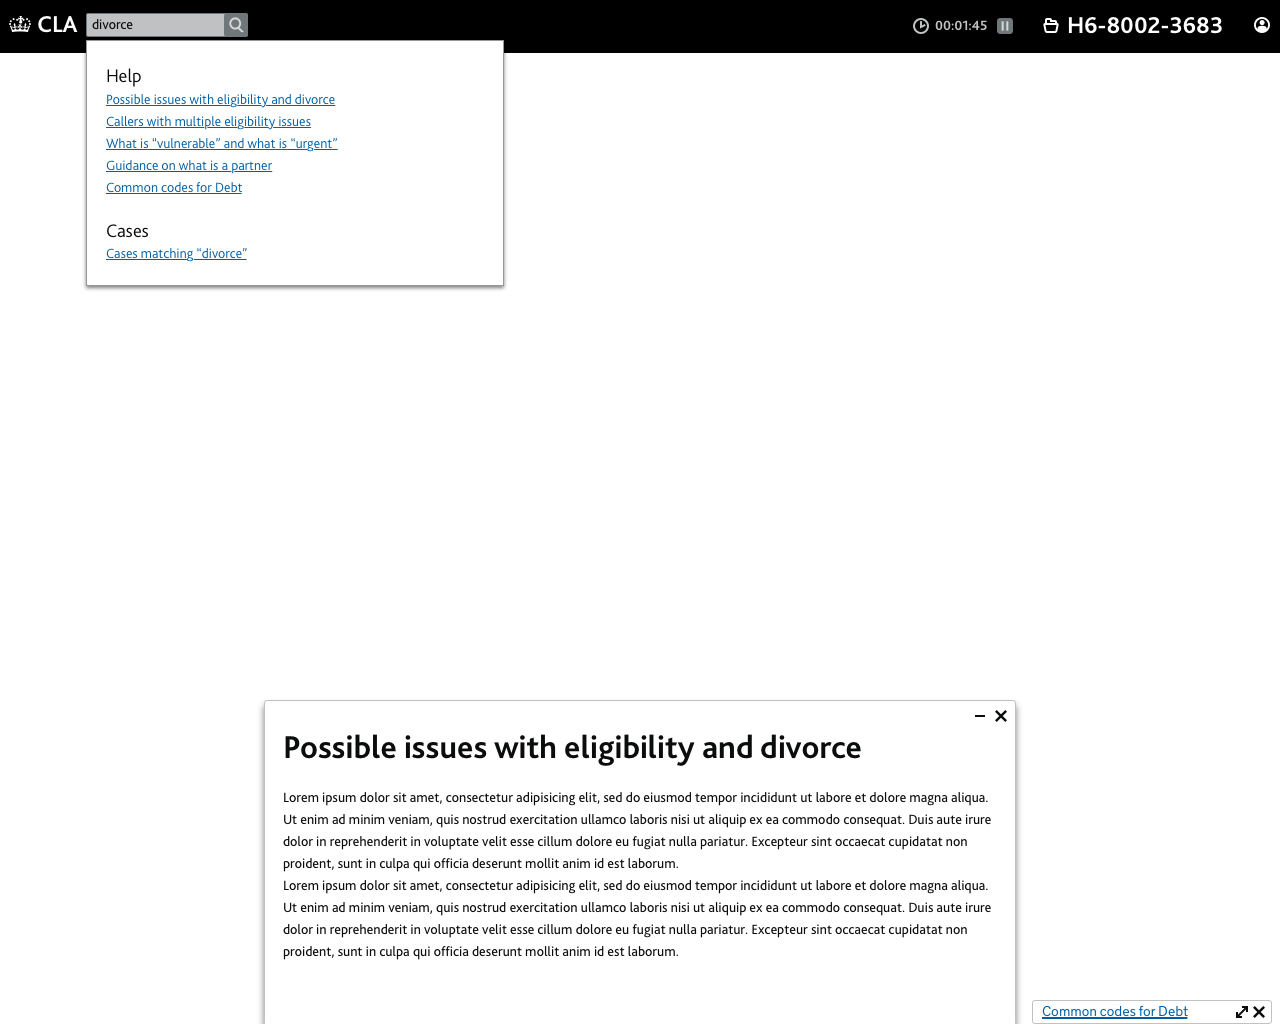 CLA divorce 00:01:45 H6-8002-3683
Help
Possible issues with eligibility and divorce
Callers with multiple eligibility issues
What is “vulnerable” and what is “urgent”
Guidance on what is a partner
Common codes for Debt
Cases
Cases matching “divorce”
Possible issues with eligibility and divorce
Lorem ipsum dolor sit amet, consectetur adipisicing elit, sed do eiusmod tempor incididunt ut labore et dolore magna aliqua.
Ut enim ad minim veniam, quis nostrud exercitation ullamco laboris nisi ut aliquip ex ea commodo consequat. Duis aute irure
dolor in reprehenderit in voluptate velit esse cillum dolore eu fugiat nulla pariatur. Excepteur sint occaecat cupidatat non
proident, sunt in culpa qui officia deserunt mollit anim id est laborum.
Lorem ipsum dolor sit amet, consectetur adipisicing elit, sed do eiusmod tempor incididunt ut labore et dolore magna aliqua.
Ut enim ad minim veniam, quis nostrud exercitation ullamco laboris nisi ut aliquip ex ea commodo consequat. Duis aute irure
dolor in reprehenderit in voluptate velit esse cillum dolore eu fugiat nulla pariatur. Excepteur sint occaecat cupidatat non
proident, sunt in culpa qui officia deserunt mollit anim id est laborum.
Common codes for Debt